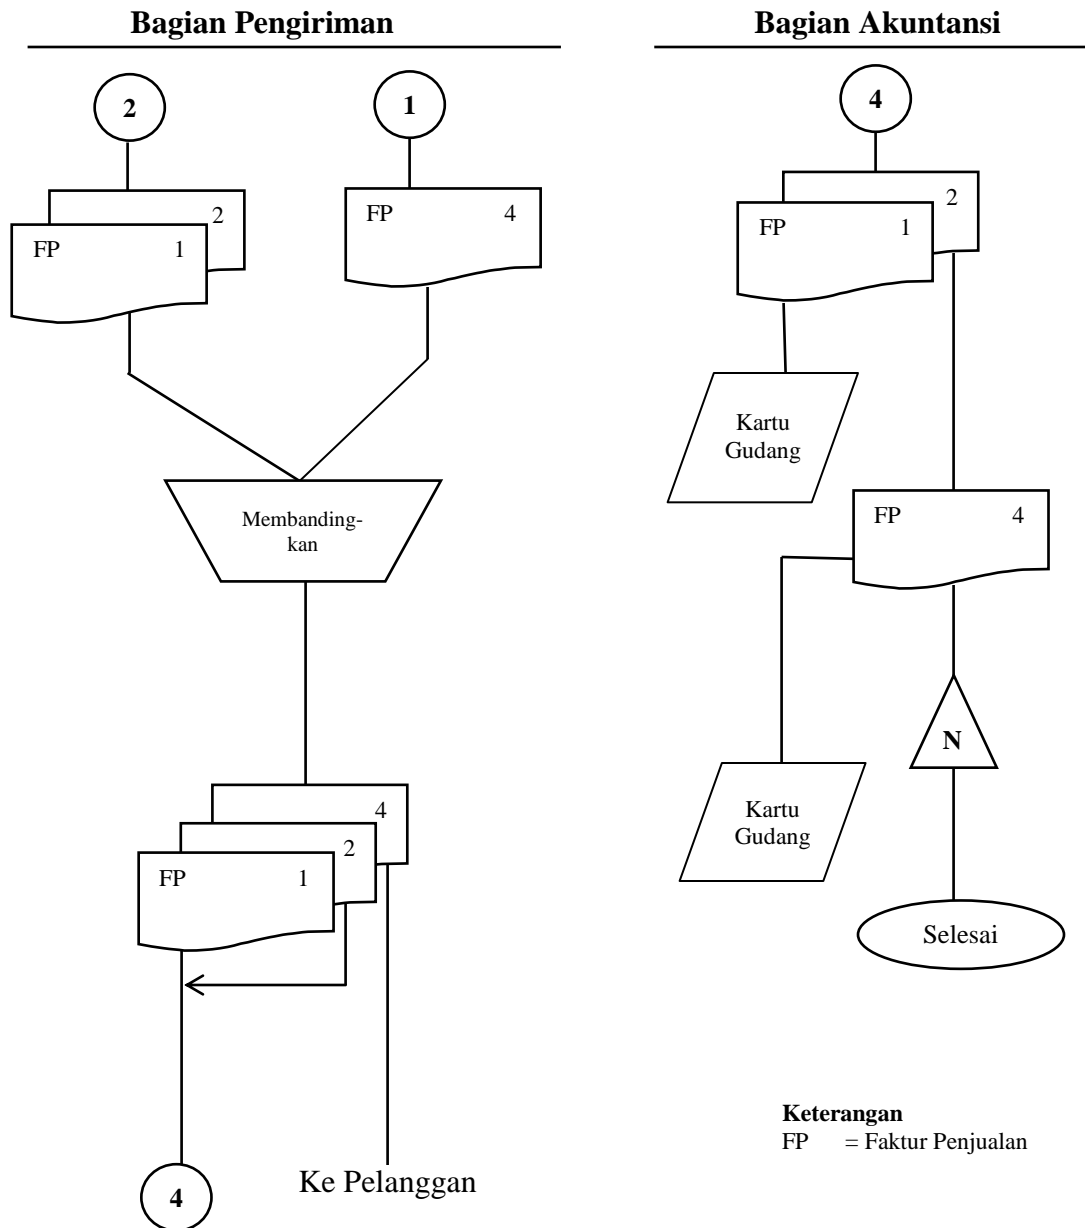 Bagian Pengiriman
2
1
2
FP 1
FP 4
Membanding-
kan
4
2
FP 1
4
Ke Pelanggan
Bagian Akuntansi
4
2
FP 1
Kartu
Gudang
FP 4
N
Kartu
Gudang
Selesai
Keterangan
FP = Faktur Penjualan